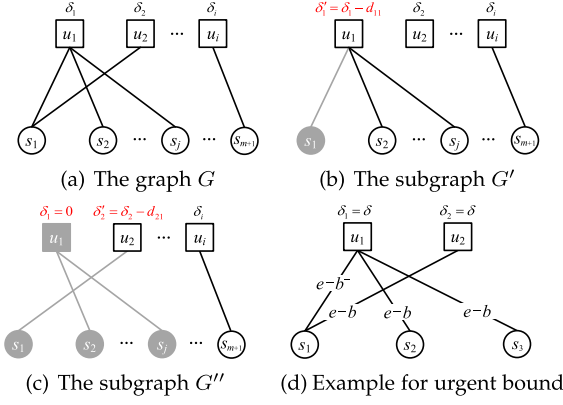 δ₁ δ₂ δᵢ
u₁ u₂ ··· uᵢ
s₁ s₂ ··· sⱼ ··· sₘ₊₁
(a) The graph G
δ′₁ = δ₁ − d₁₁ δ₂ δᵢ
u₁ u₂ ··· uᵢ
s₁ s₂ ··· sⱼ ··· sₘ₊₁
(b) The subgraph G′
δ₁ = 0 δ′₂ = δ₂ − d₂₁ δᵢ
u₁ u₂ ··· uᵢ
s₁ s₂ ··· sⱼ ··· sₘ₊₁
(c) The subgraph G″
δ₁ = δ δ₂ = δ
u₁ u₂
e−b⁻
e−b e−b e−b
s₁ s₂ s₃
(d) Example for urgent bound